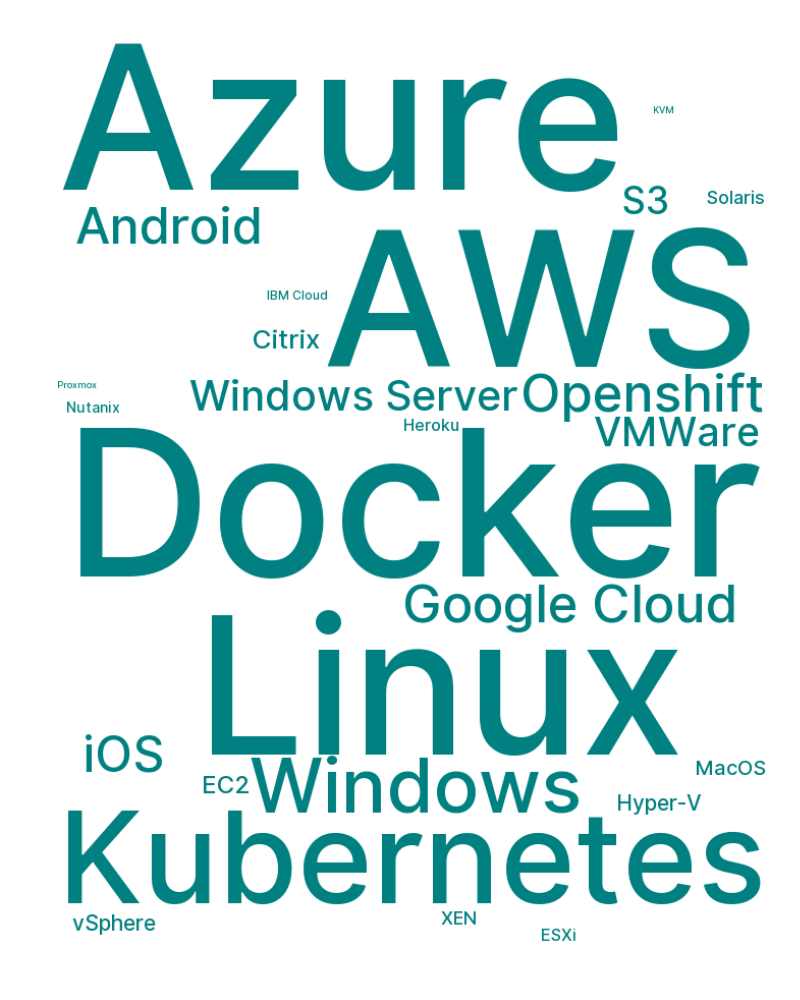 Azure
KVM
S3
Solaris
Android
AWS
IBM Cloud
Citrix
Proxmox
Nutanix
Windows Server
Openshift
Heroku
VMWare
Docker
Google Cloud
Linux
iOS
MacOS
EC2
Windows
Hyper-V
Kubernetes
vSphere
XEN
ESXi